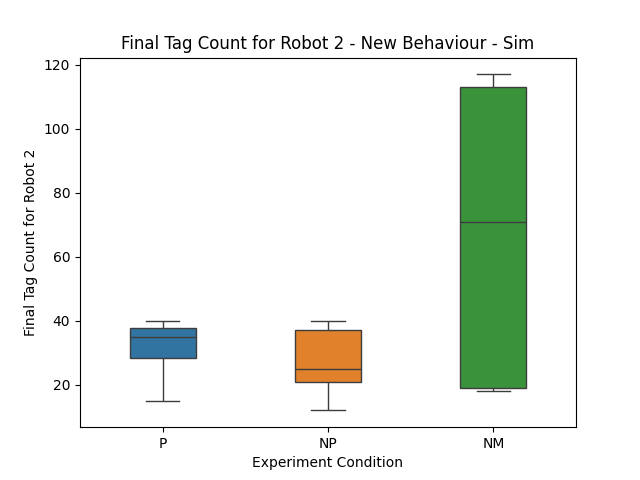 Final Tag Count for Robot 2 - New Behaviour - Sim
Final Tag Count for Robot 2
120
100
80
60
40
20
P NP NM
Experiment Condition